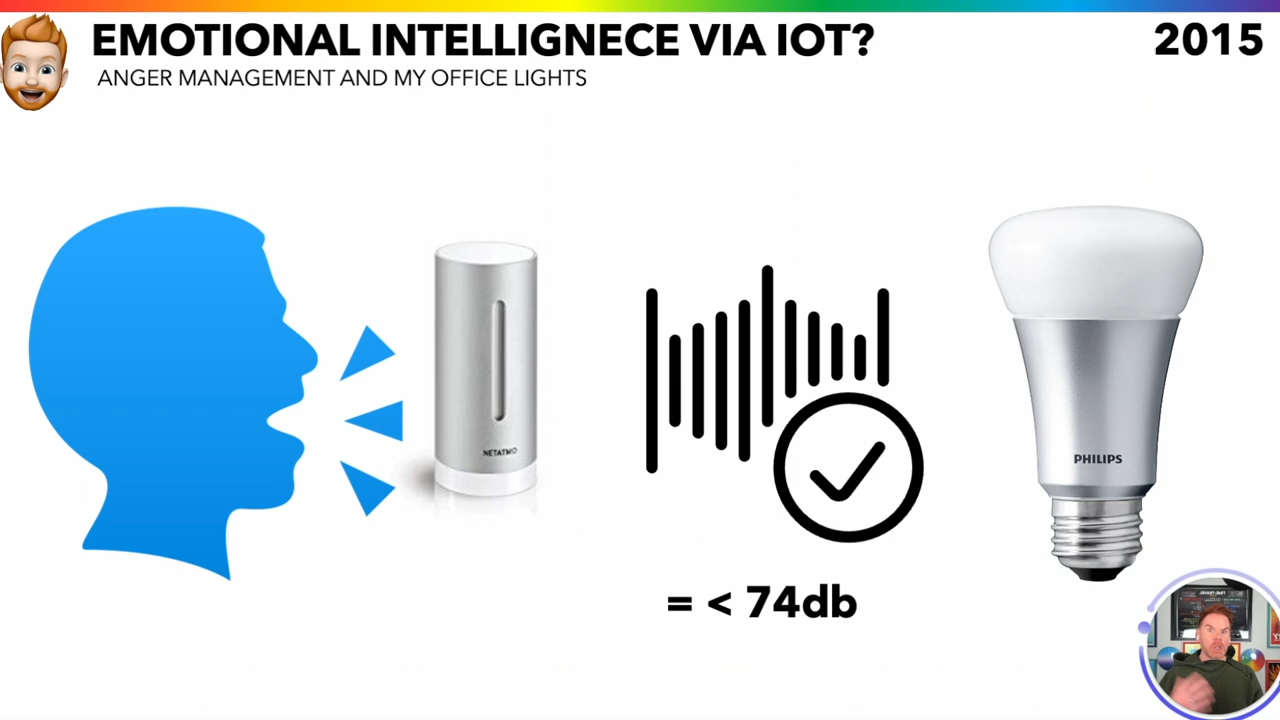 EMOTIONAL INTELLIGNECE VIA IOT?
2015
ANGER MANAGEMENT AND MY OFFICE LIGHTS
NETATMO
PHILIPS
= < 74db